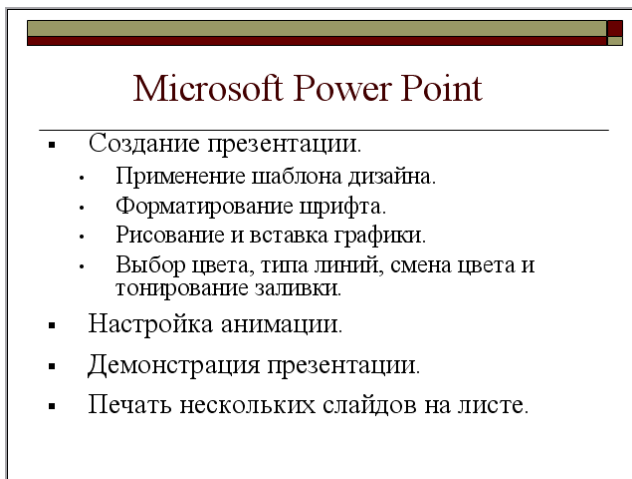 Microsoft Power Point
Создание презентации.
Применение шаблона дизайна.
Форматирование шрифта.
Рисование и вставка графики.
Выбор цвета, типа линий, смена цвета и
тонирование заливки.
Настройка анимации.
Демонстрация презентации.
Печать нескольких слайдов на листе.